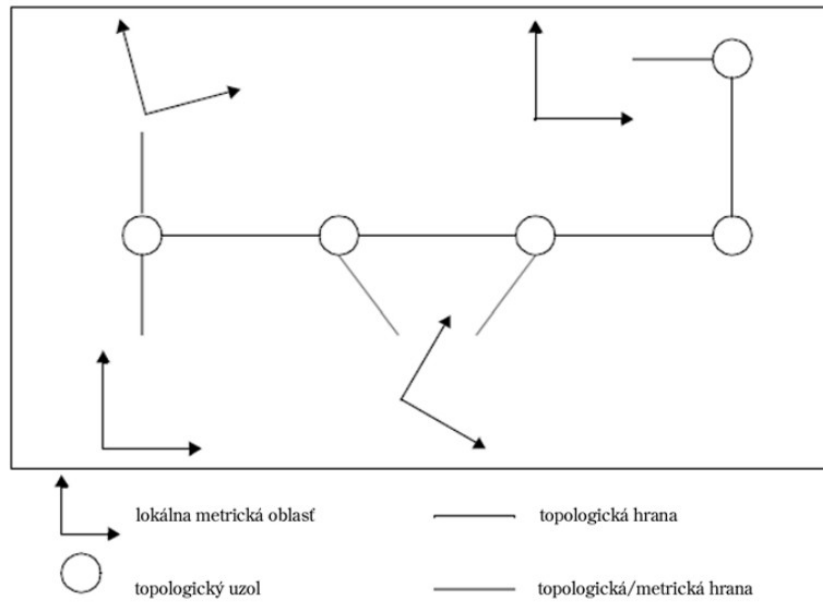 lokálna metrická oblasť
topologická hrana
topologický uzol
topologická/metrická hrana